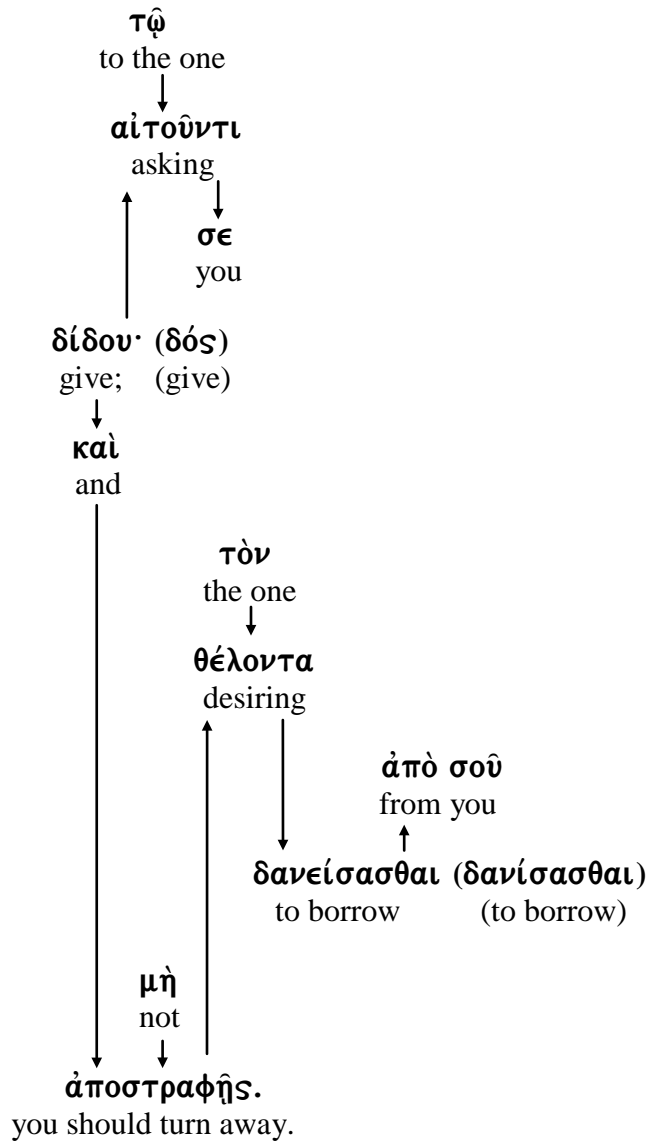 τῷ
to the one
αἰτοῦντι
asking
σε
you
δίδου· (δός)
give; (give)
καὶ
and
τὸν
the one
θέλοντα
desiring
ἀπὸ σοῦ
from you
δανείσασθαι (δανίσασθαι)
to borrow (to borrow)
μὴ
not
ἀποστραφῇς.
you should turn away.